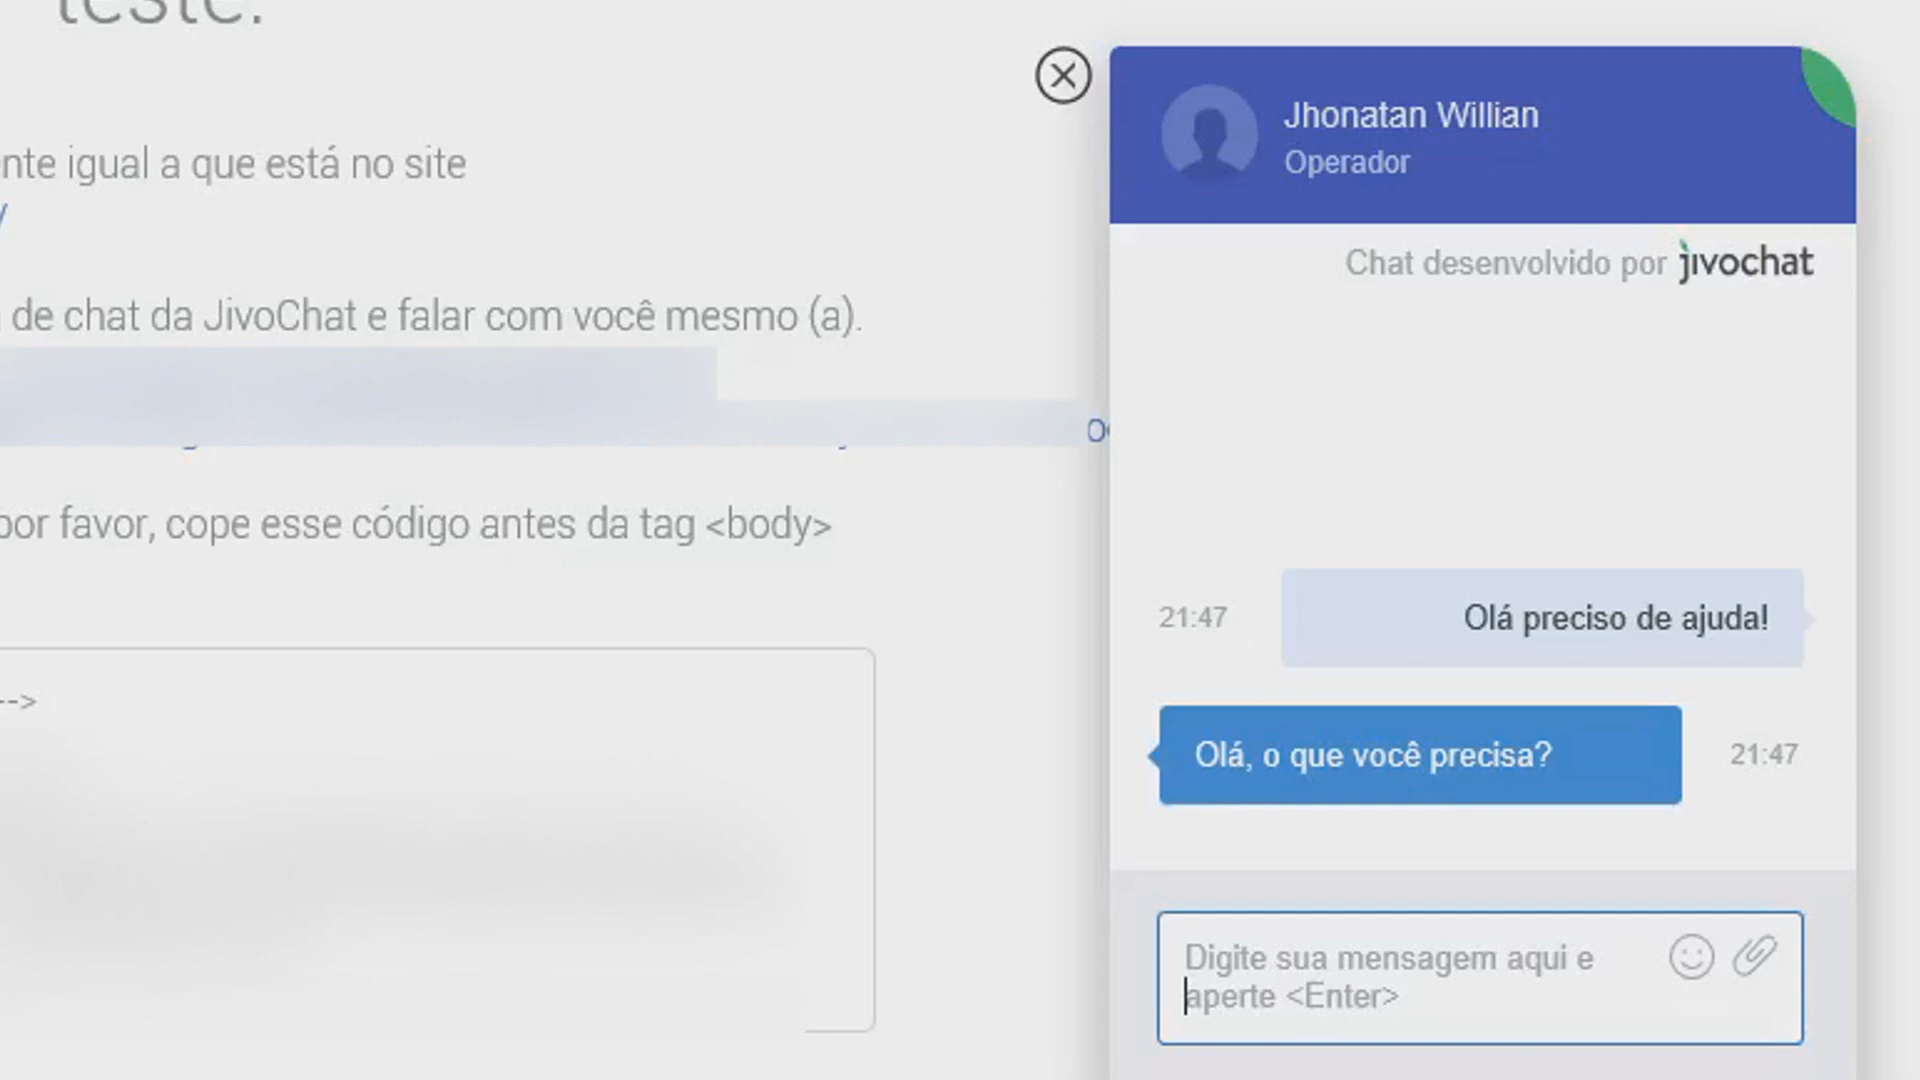 teste.
nte igual a que está no site
de chat da JivoChat e falar com você mesmo (a).
por favor, cope esse código antes da tag <body>
-->
Jhonatan Willian
Operador
Chat desenvolvido por jivochat
21:47
Olá preciso de ajuda!
Olá, o que você precisa?
21:47
Digite sua mensagem aqui e
aperte <Enter>